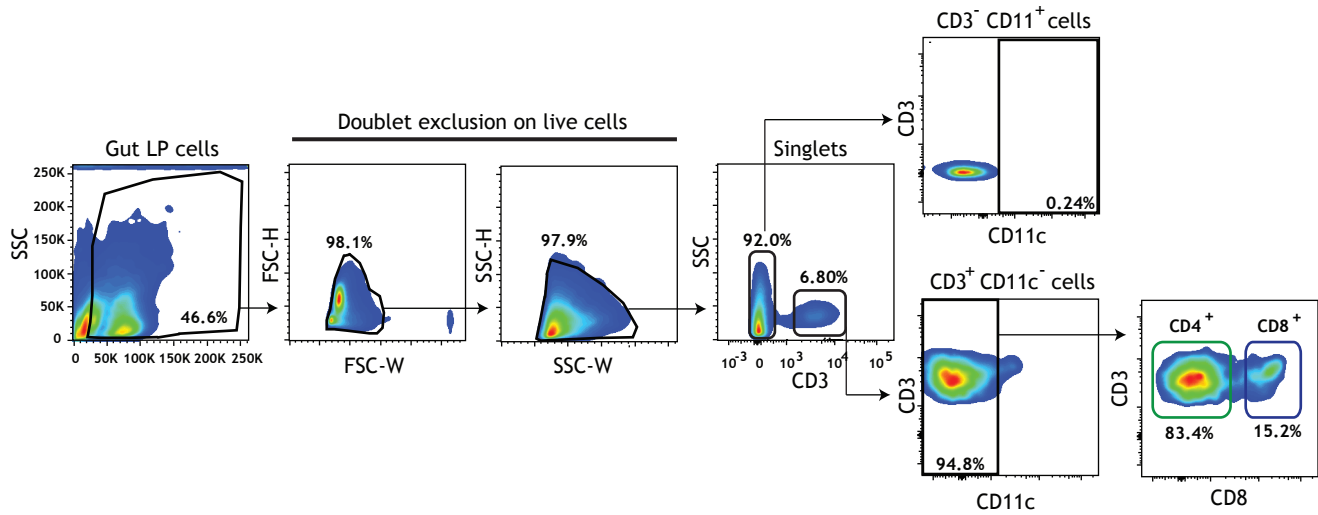 CD3⁻ CD11⁺ cells
CD3
0.24%
CD11c
Doublet exclusion on live cells
Gut LP cells
SSC
250K
200K
150K
100K
50K
0
46.6%
0 50K 100K 150K 200K 250K
FSC-H
98.1%
FSC-W
SSC-H
97.9%
SSC-W
Singlets
SSC
92.0%
6.80%
10⁻³ 0 10³ 10⁴ 10⁵
CD3
CD3⁺ CD11c⁻ cells
CD3
94.8%
CD11c
CD4⁺ CD8⁺
CD3
83.4% 15.2%
CD8